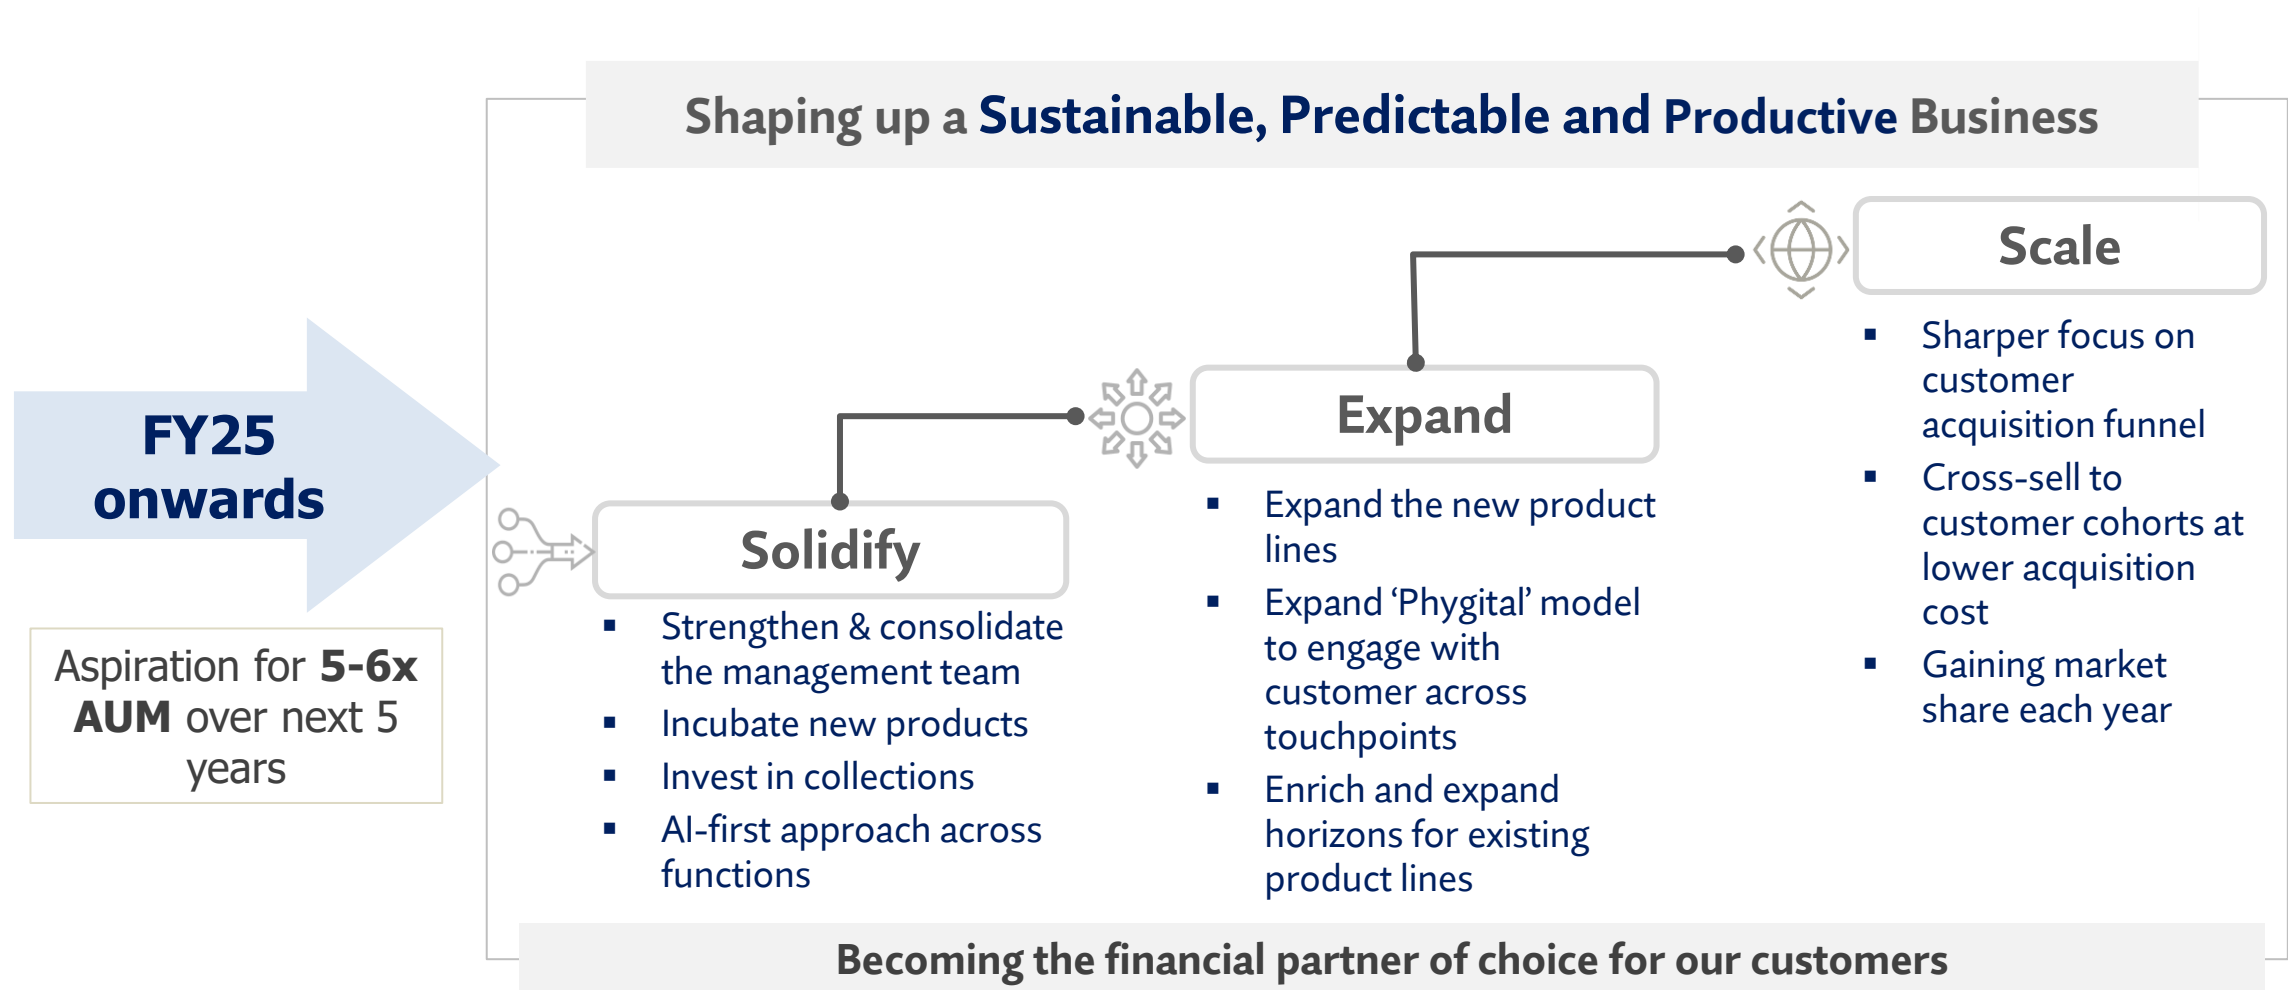 Shaping up a Sustainable, Predictable and Productive Business
FY25
onwards
Aspiration for 5-6x
AUM over next 5
years
Solidify
▪ Strengthen & consolidate
the management team
▪ Incubate new products
▪ Invest in collections
▪ AI-first approach across
functions
Expand
▪ Expand the new product
lines
▪ Expand ‘Phygital’ model
to engage with
customer across
touchpoints
▪ Enrich and expand
horizons for existing
product lines
Scale
▪ Sharper focus on
customer
acquisition funnel
▪ Cross-sell to
customer cohorts at
lower acquisition
cost
▪ Gaining market
share each year
Becoming the financial partner of choice for our customers